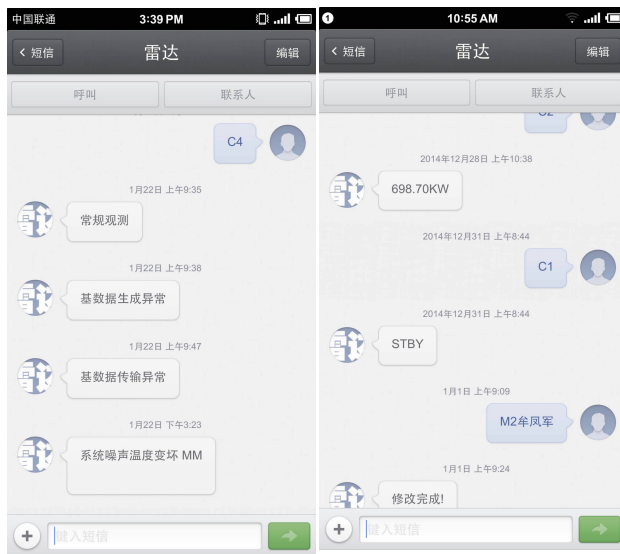 中国联通
3:39 PM
短信
雷达
编辑
呼叫
联系人
C4
1月22日 上午9:35
常规观测
1月22日 上午9:38
基数据生成异常
1月22日 上午9:47
基数据传输异常
1月22日 下午3:23
系统噪声温度变坏 MM
键入短信
1
10:55 AM
短信
雷达
编辑
呼叫
联系人
C2
2014年12月28日 上午10:38
698.70KW
2014年12月31日 上午8:44
C1
2014年12月31日 上午8:44
STBY
1月1日 上午9:09
M2牟凤军
1月1日 上午9:24
修改完成!
键入短信